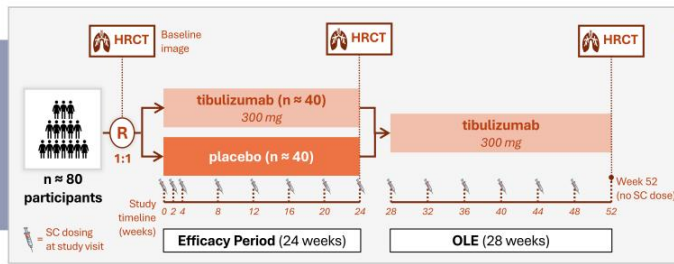 HRCT
Baseline
image
HRCT
HRCT
tibulizumab (n ≈ 40)
300 mg
R
1:1
placebo (n ≈ 40)
tibulizumab
300 mg
n ≈ 80
participants
Week 52
(no SC dose)
Study
timeline
(weeks)
0 2 4 8 12 16 20 24 28 32 36 40 44 48 52
= SC dosing
at study visit
Efficacy Period (24 weeks)
OLE (28 weeks)